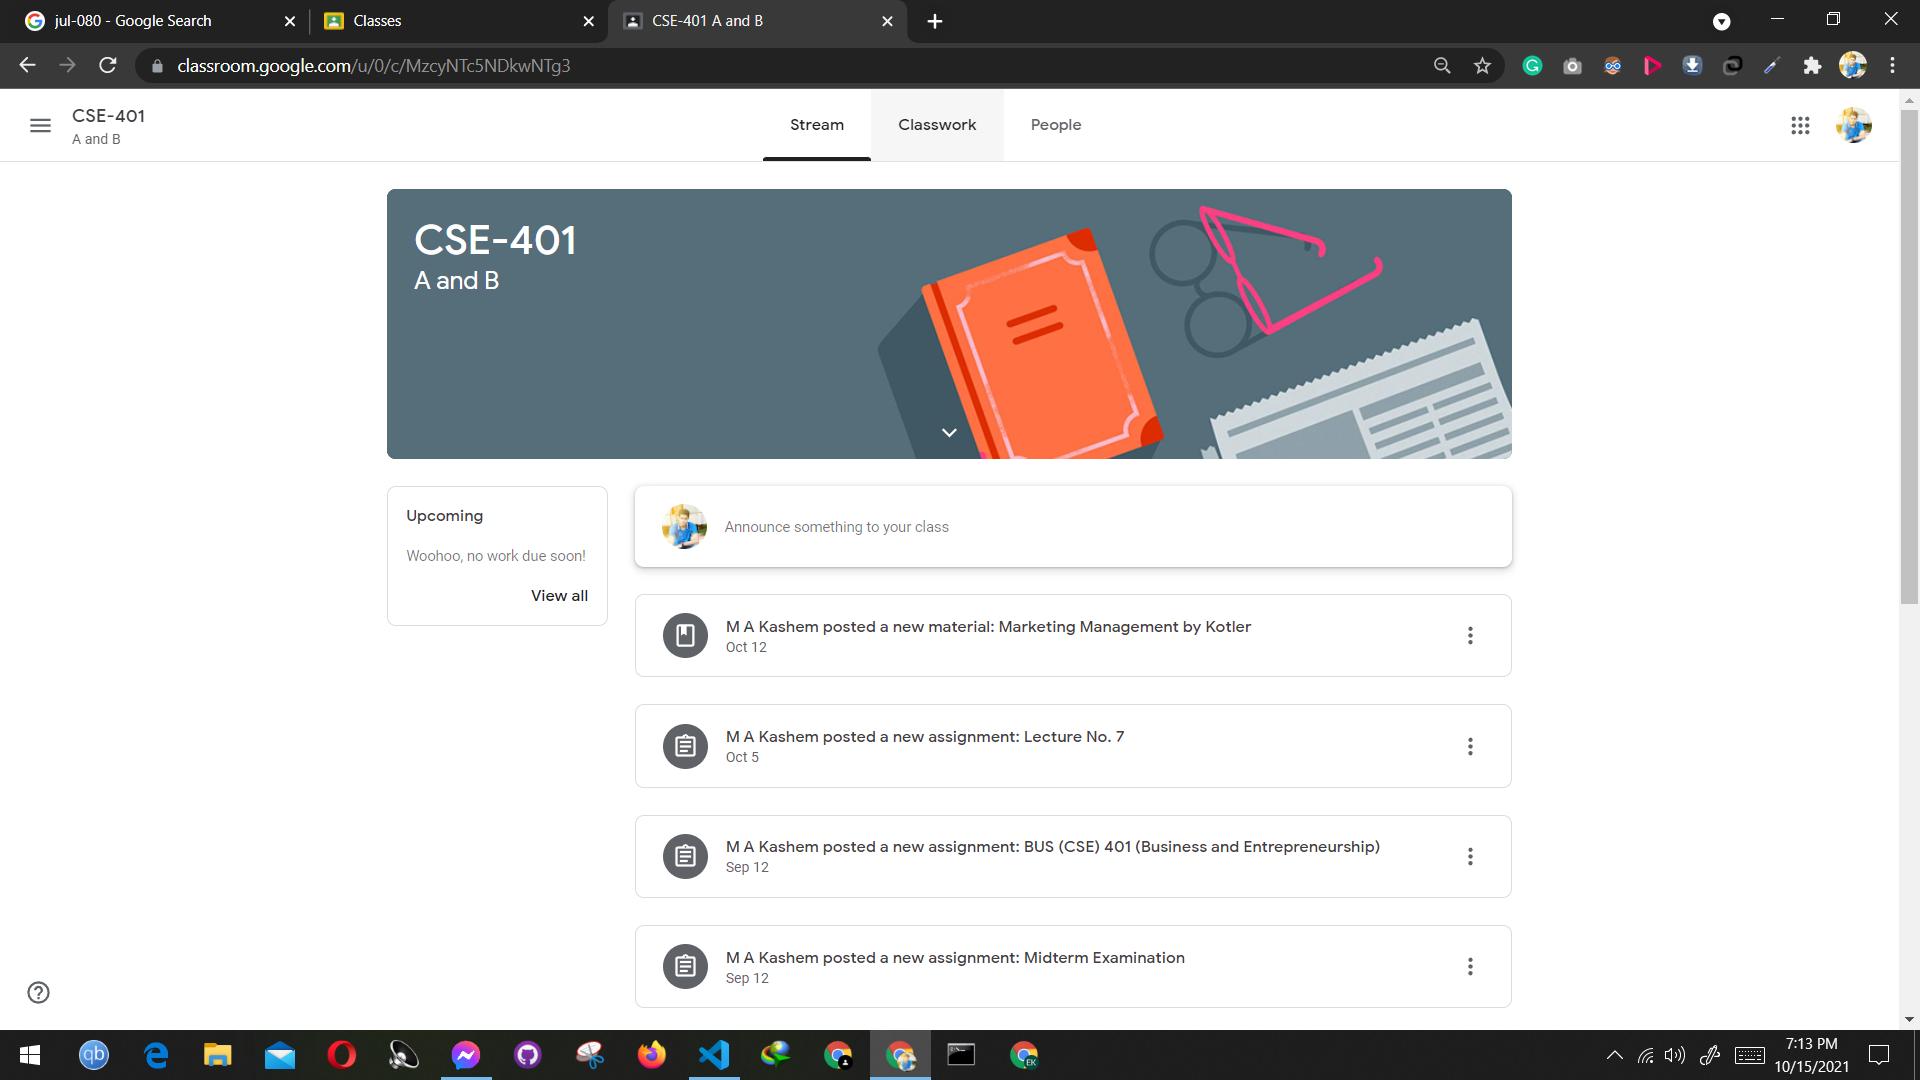 jul-080 - Google Search
Classes
CSE-401 A and B
classroom.google.com/u/0/c/MzcyNTc5NDkwNTg3
CSE-401
A and B
Stream
Classwork
People
CSE-401
A and B
Upcoming
Woohoo, no work due soon!
View all
Announce something to your class
M A Kashem posted a new material: Marketing Management by Kotler
Oct 12
M A Kashem posted a new assignment: Lecture No. 7
Oct 5
M A Kashem posted a new assignment: BUS (CSE) 401 (Business and Entrepreneurship)
Sep 12
M A Kashem posted a new assignment: Midterm Examination
Sep 12
qb
EK
7:13 PM
10/15/2021